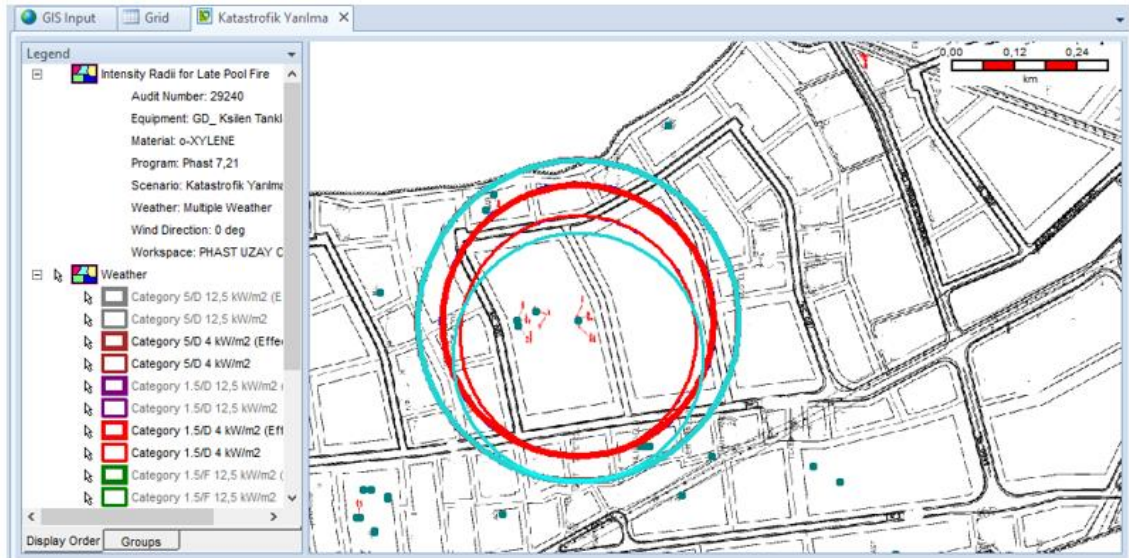 GIS Input Grid Katastrofik Yarılma
Legend
Intensity Radii for Late Pool Fire
Audit Number: 29240
Equipment: GD_ Ksilen Tankl
Material: o-XYLENE
Program: Phast 7,21
Scenario: Katastrofik Yarılma
Weather: Multiple Weather
Wind Direction: 0 deg
Workspace: PHAST UZAY C
Weather
Category 5/D 12,5 kW/m2 (E
Category 5/D 12,5 kW/m2
Category 5/D 4 kW/m2 (Effe
Category 5/D 4 kW/m2
Category 1.5/D 12,5 kW/m2 (
Category 1.5/D 12,5 kW/m2
Category 1.5/D 4 kW/m2 (Eff
Category 1.5/D 4 kW/m2
Category 1.5/F 12,5 kW/m2 (
Category 1.5/F 12,5 kW/m2
Display Order Groups
0,00 0,12 0,24
km